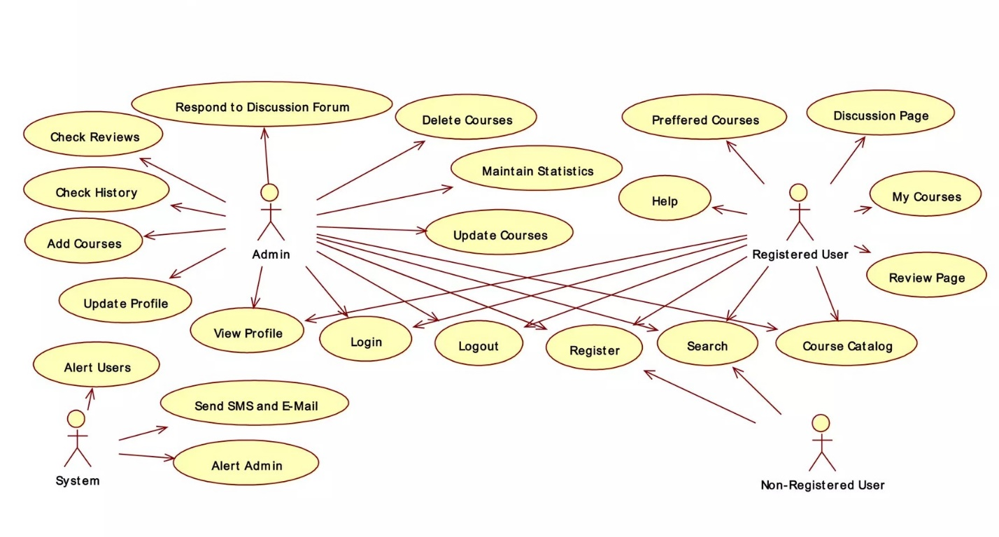 Respond to Discussion Forum
Delete Courses
Preffered Courses
Discussion Page
Check Reviews
Maintain Statistics
Check History
Help
My Courses
Update Courses
Add Courses
Admin
Registered User
Review Page
Update Profile
View Profile
Login
Logout
Register
Search
Course Catalog
Alert Users
Send SMS and E-Mail
Alert Admin
System
Non-Registered User